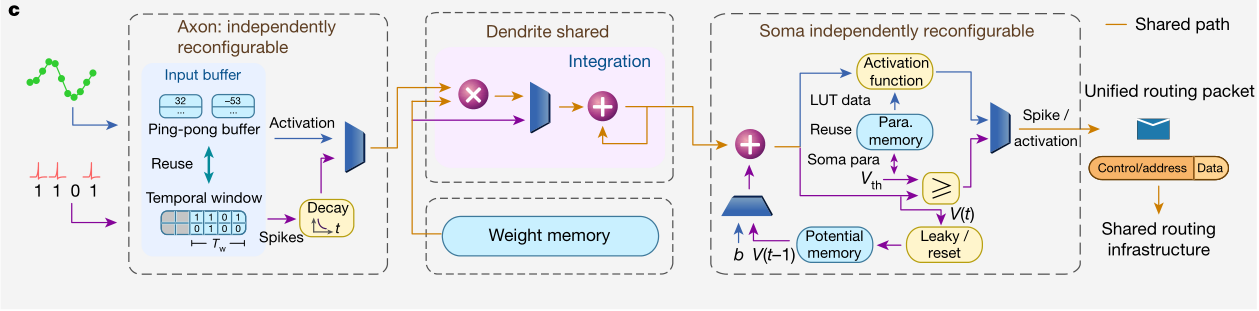 c
Axon: independently
reconfigurable
Input buffer
32
...
−53
...
Ping-pong buffer
Reuse
Temporal window
1 1 0 1
0 1 0 0
Tw
1 1 0 1
Activation
Spikes
Decay
t
Dendrite shared
Integration
×
+
Weight memory
Soma independently reconfigurable
Activation
function
LUT data
Reuse
Para.
memory
Soma para
Vth
≥
V(t)
+
b V(t−1)
Potential
memory
Leaky /
reset
Spike /
activation
Shared path
Unified routing packet
Control/address
Data
Shared routing
infrastructure